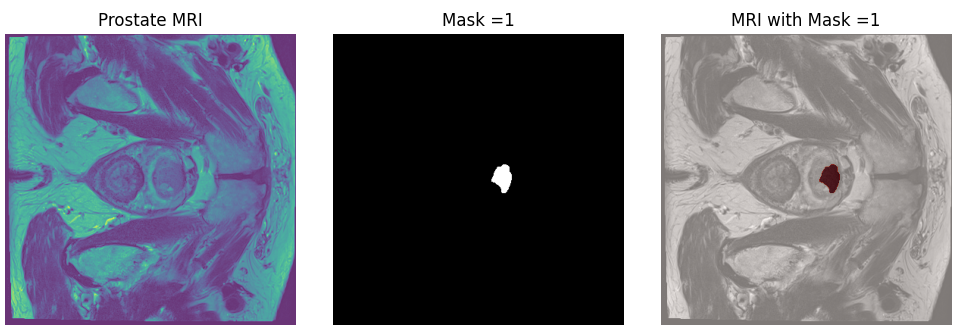 Prostate MRI
Mask =1
MRI with Mask =1